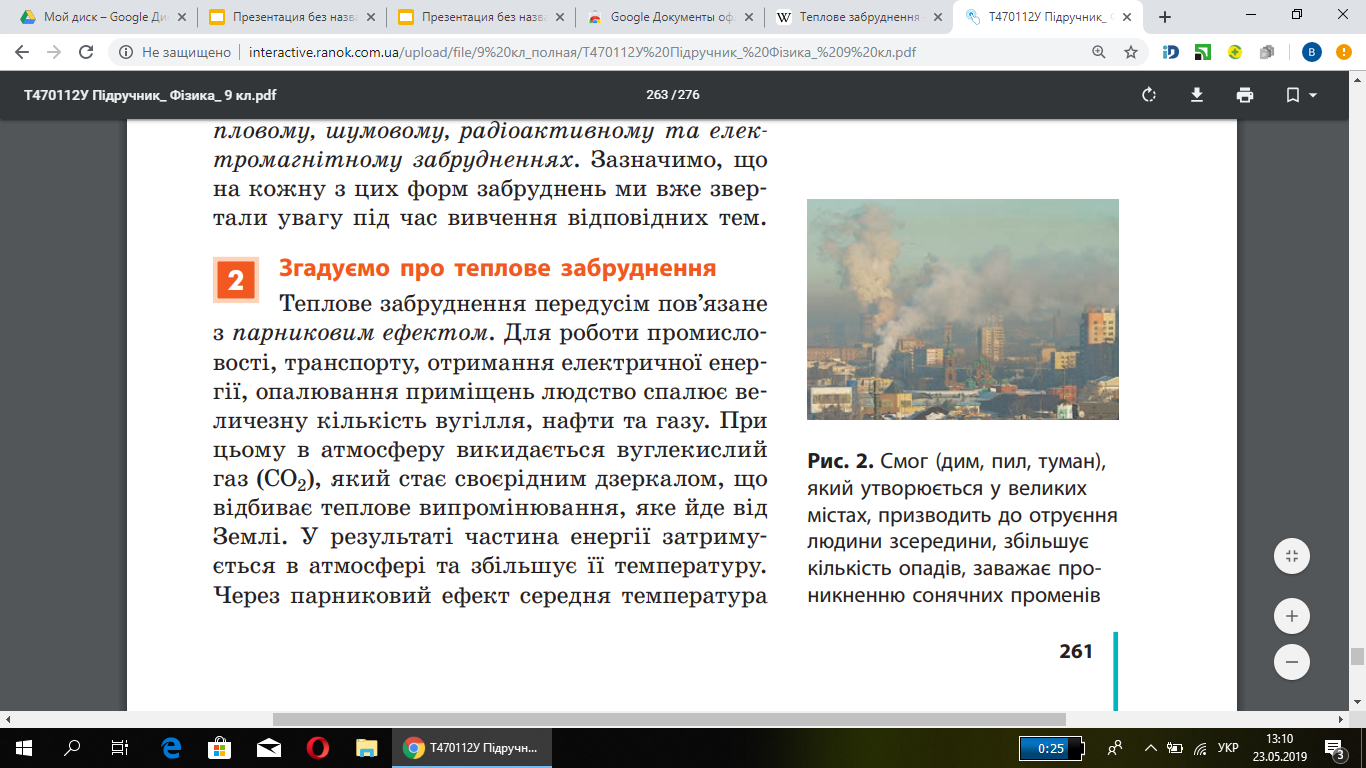 Мой диск – Google Ди
Презентация без назва
Презентация без назва
Google Документы оф
Теплове забруднення
Т470112У Підручник_
Не защищено
interactive.ranok.com.ua/upload/file/9%20кл_полная/Т470112У%20Підручник_%20Фізика_%209%20кл.pdf
B
Т470112У Підручник_ Фізика_ 9 кл.pdf
263 / 276
пловому, шумовому, радіоактивному та елек-
тромагнітному забрудненнях. Зазначимо, що
на кожну з цих форм забруднень ми вже звер-
тали увагу під час вивчення відповідних тем.
2
Згадуємо про теплове забруднення
Теплове забруднення передусім пов’язане
з парниковим ефектом. Для роботи промисло-
вості, транспорту, отримання електричної енер-
гії, опалювання приміщень людство спалює ве-
личезну кількість вугілля, нафти та газу. При
цьому в атмосферу викидається вуглекислий
газ (CO₂), який стає своєрідним дзеркалом, що
відбиває теплове випромінювання, яке йде від
Землі. У результаті частина енергії затриму-
ється в атмосфері та збільшує її температуру.
Через парниковий ефект середня температура
Рис. 2. Смог (дим, пил, туман),
який утворюється у великих
містах, призводить до отруєння
людини зсередини, збільшує
кількість опадів, заважає про-
никненню сонячних променів
261
Т470112У Підручн...
0:25
УКР
13:10
23.05.2019
3